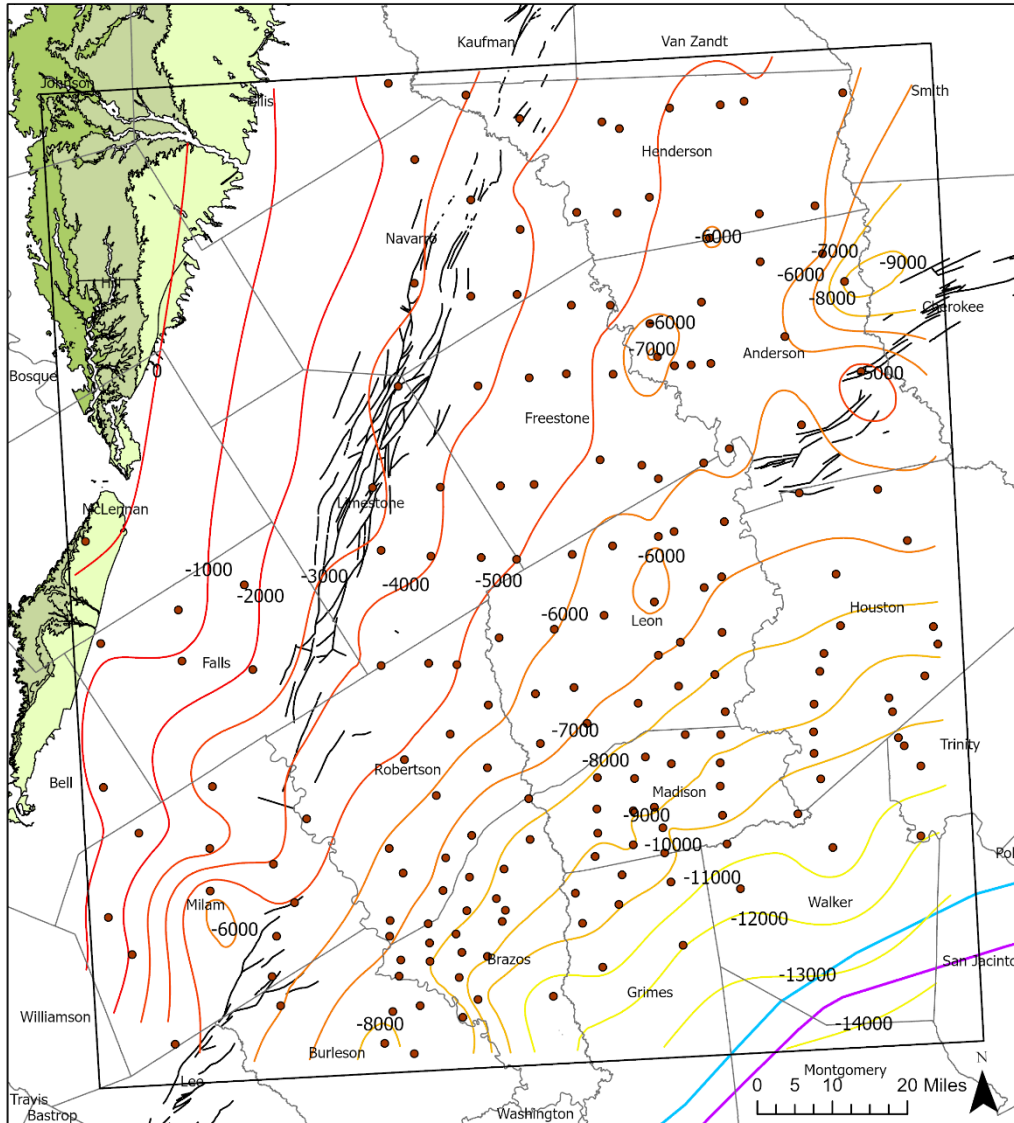 Kaufman
Van Zandt
Johnson
Ellis
Smith
Henderson
Navarro
-6000
-7000
-9000
-6000
Hill
-8000
Cherokee
-6000
-7000
Anderson
Bosque
-5000
Freestone
Limestone
McLennan
-6000
-1000
-3000
-4000
-5000
-2000
-6000
Houston
Leon
Falls
-7000
Trinity
-8000
Bell
Robertson
Madison
-9000
-10000
-11000
Milam
Walker
-12000
-6000
Brazos
San Jacinto
-13000
Grimes
Williamson
-8000
-14000
Burleson
N
Montgomery
Lee
0 5 10 20 Miles
Travis
Bastrop
Washington